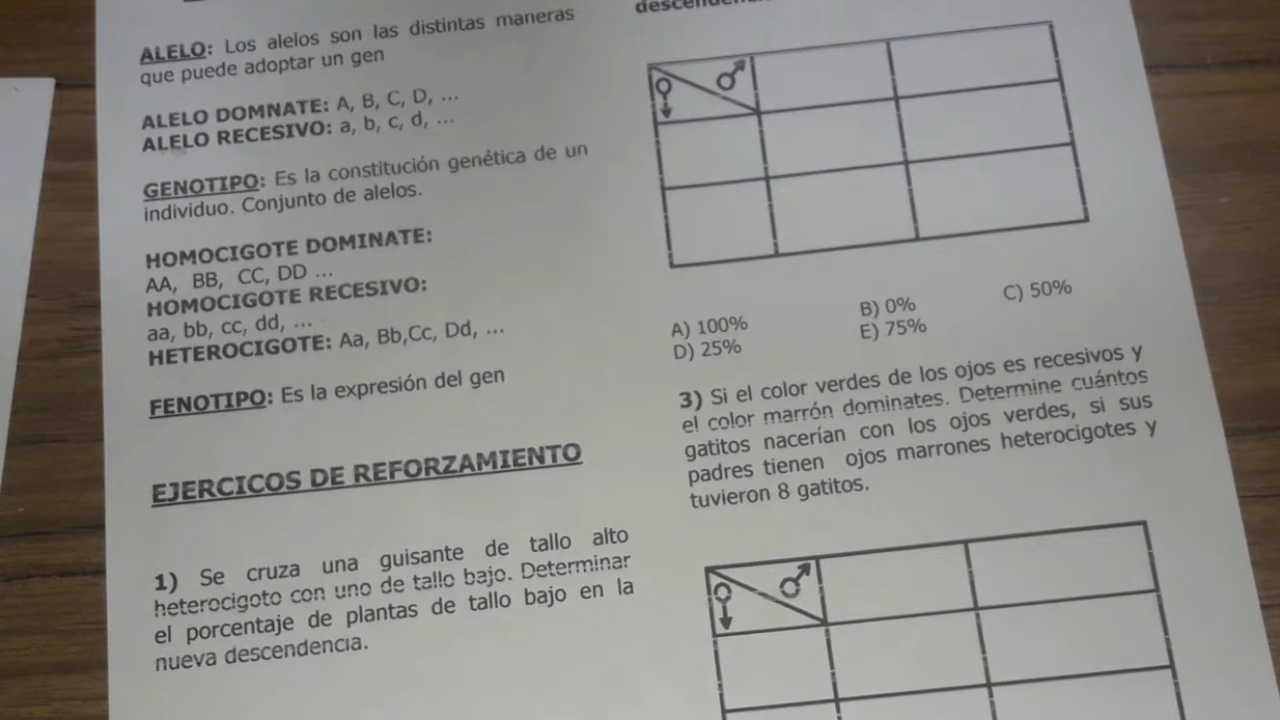 ALELO: Los alelos son las distintas maneras
que puede adoptar un gen
ALELO DOMNATE: A, B, C, D, ...
ALELO RECESIVO: a, b, c, d, ...
GENOTIPO: Es la constitución genética de un
individuo. Conjunto de alelos.
HOMOCIGOTE DOMINATE:
AA, BB, CC, DD ...
HOMOCIGOTE RECESIVO:
aa, bb, cc, dd, ...
HETEROCIGOTE: Aa, Bb,Cc, Dd, ...
FENOTIPO: Es la expresión del gen
EJERCICOS DE REFORZAMIENTO
1) Se cruza una guisante de tallo alto
heterocigoto con uno de tallo bajo. Determinar
el porcentaje de plantas de tallo bajo en la
nueva descendencia.
A) 100% B) 0% C) 50%
D) 25% E) 75%
3) Si el color verdes de los ojos es recesivos y
el color marrón dominates. Determine cuántos
gatitos nacerían con los ojos verdes, si sus
padres tienen ojos marrones heterocigotes y
tuvieron 8 gatitos.